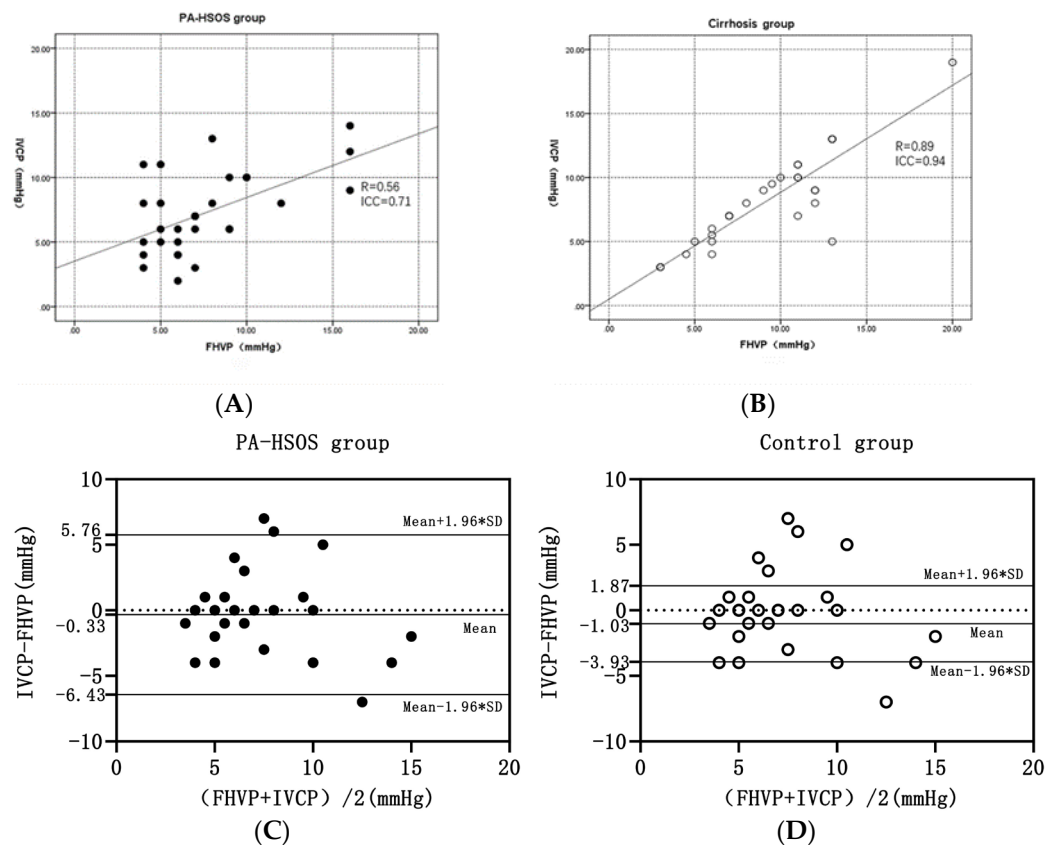 PA-HSOS group
20.00
15.00
10.00
5.00
.00
IVCP (mmHg)
R=0.56
ICC=0.71
.00 5.00 10.00 15.00 20.00
FHVP (mmHg)
(A)
Cirrhosis group
20.00
15.00
10.00
5.00
.00
IVCP (mmHg)
R=0.89
ICC=0.94
.00 5.00 10.00 15.00 20.00
FHVP (mmHg)
(B)
PA-HSOS group
10
5.76
5
0
-0.33
-5
-6.43
-10
IVCP-FHVP(mmHg)
Mean+1.96*SD
Mean
Mean-1.96*SD
0 5 10 15 20
(FHVP+IVCP) /2(mmHg)
(C)
Control group
10
5
1.87
0
-1.03
-3.93
-5
-10
IVCP-FHVP(mmHg)
Mean+1.96*SD
Mean
Mean-1.96*SD
0 5 10 15 20
(FHVP+IVCP) /2(mmHg)
(D)